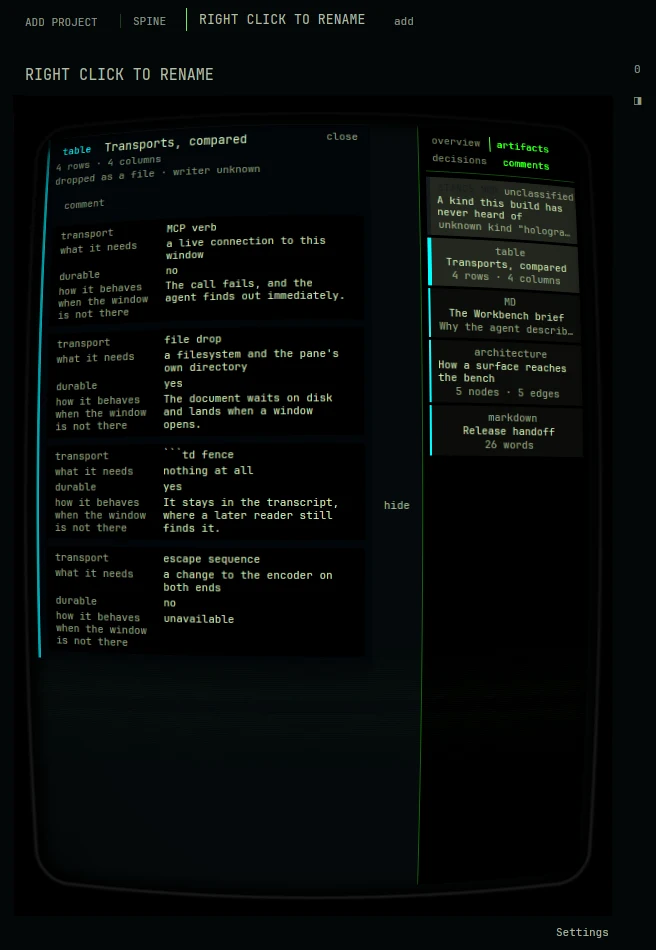 ADD PROJECT
SPINE
RIGHT CLICK TO RENAME
add
RIGHT CLICK TO RENAME
0
table Transports, compared
close
4 rows · 4 columns
dropped as a file · writer unknown
comment
transport MCP verb
what it needs a live connection to this
window
durable no
how it behaves The call fails, and the
when the window agent finds out immediately.
is not there
transport file drop
what it needs a filesystem and the pane's
own directory
durable yes
how it behaves The document waits on disk
when the window and lands when a window
is not there opens.
transport ```td fence
what it needs nothing at all
durable yes
how it behaves It stays in the transcript,
when the window where a later reader still
is not there finds it.
transport escape sequence
what it needs a change to the encoder on
both ends
durable no
how it behaves unavailable
when the window
is not there
hide
overview artifacts
decisions comments
unclassified
A kind this build has
never heard of
unknown kind "hologra…
table
Transports, compared
4 rows · 4 columns
MD
The Workbench brief
Why the agent describ…
architecture
How a surface reaches
the bench
5 nodes · 5 edges
markdown
Release handoff
26 words
Settings